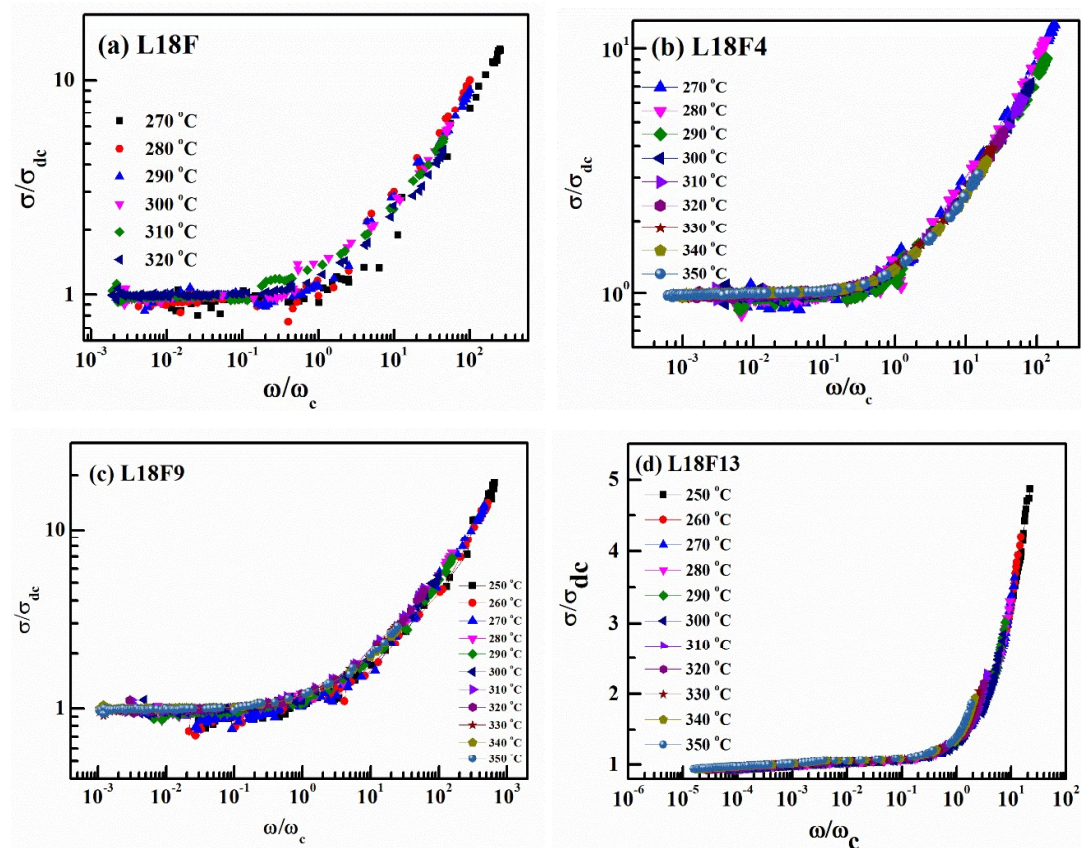 (a) L18F
270 °C
280 °C
290 °C
300 °C
310 °C
320 °C
σ/σdc
10
1
10-3
10-2
10-1
100
101
102
ω/ωc
(b) L18F4
270 °C
280 °C
290 °C
300 °C
310 °C
320 °C
330 °C
340 °C
350 °C
σ/σdc
101
100
10-3
10-2
10-1
100
101
102
ω/ωc
(c) L18F9
250 °C
260 °C
270 °C
280 °C
290 °C
300 °C
310 °C
320 °C
330 °C
340 °C
350 °C
σ/σdc
10
1
10-3
10-2
10-1
100
101
102
103
ω/ωc
(d) L18F13
250 °C
260 °C
270 °C
280 °C
290 °C
300 °C
310 °C
320 °C
330 °C
340 °C
350 °C
σ/σdc
5
4
3
2
1
10-6
10-5
10-4
10-3
10-2
10-1
100
101
102
ω/ωc